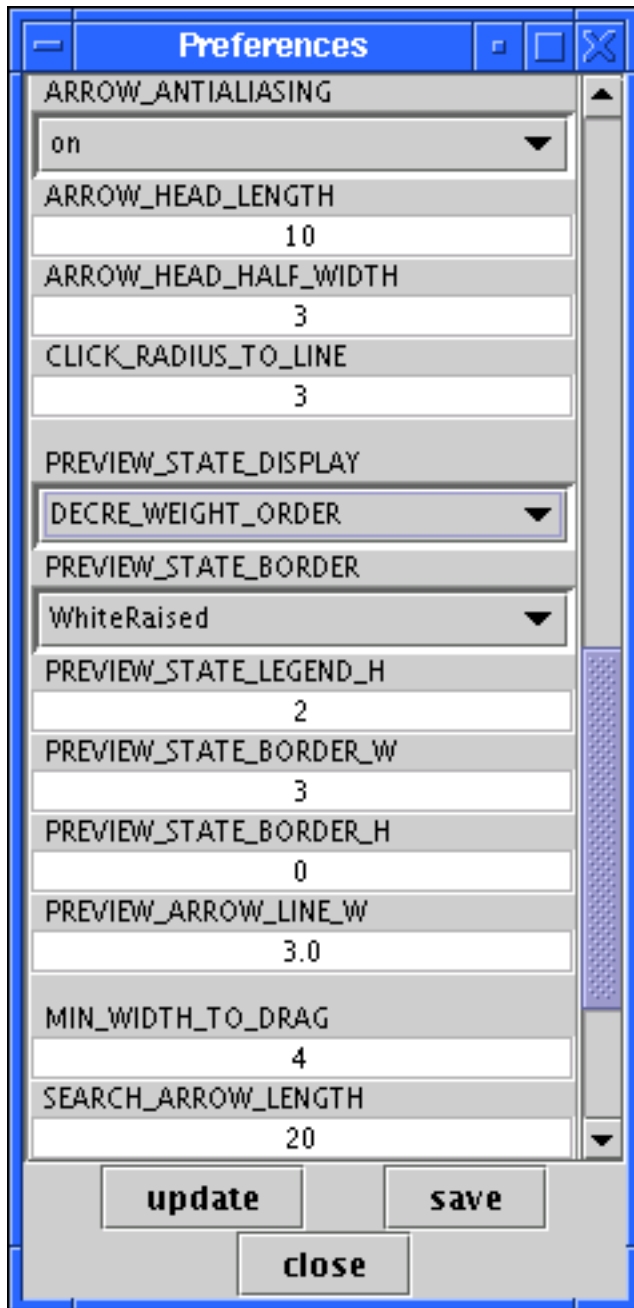 Preferences
ARROW_ANTIALIASING
on
ARROW_HEAD_LENGTH
10
ARROW_HEAD_HALF_WIDTH
3
CLICK_RADIUS_TO_LINE
3
PREVIEW_STATE_DISPLAY
DECRE_WEIGHT_ORDER
PREVIEW_STATE_BORDER
WhiteRaised
PREVIEW_STATE_LEGEND_H
2
PREVIEW_STATE_BORDER_W
3
PREVIEW_STATE_BORDER_H
0
PREVIEW_ARROW_LINE_W
3.0
MIN_WIDTH_TO_DRAG
4
SEARCH_ARROW_LENGTH
20
update save
close